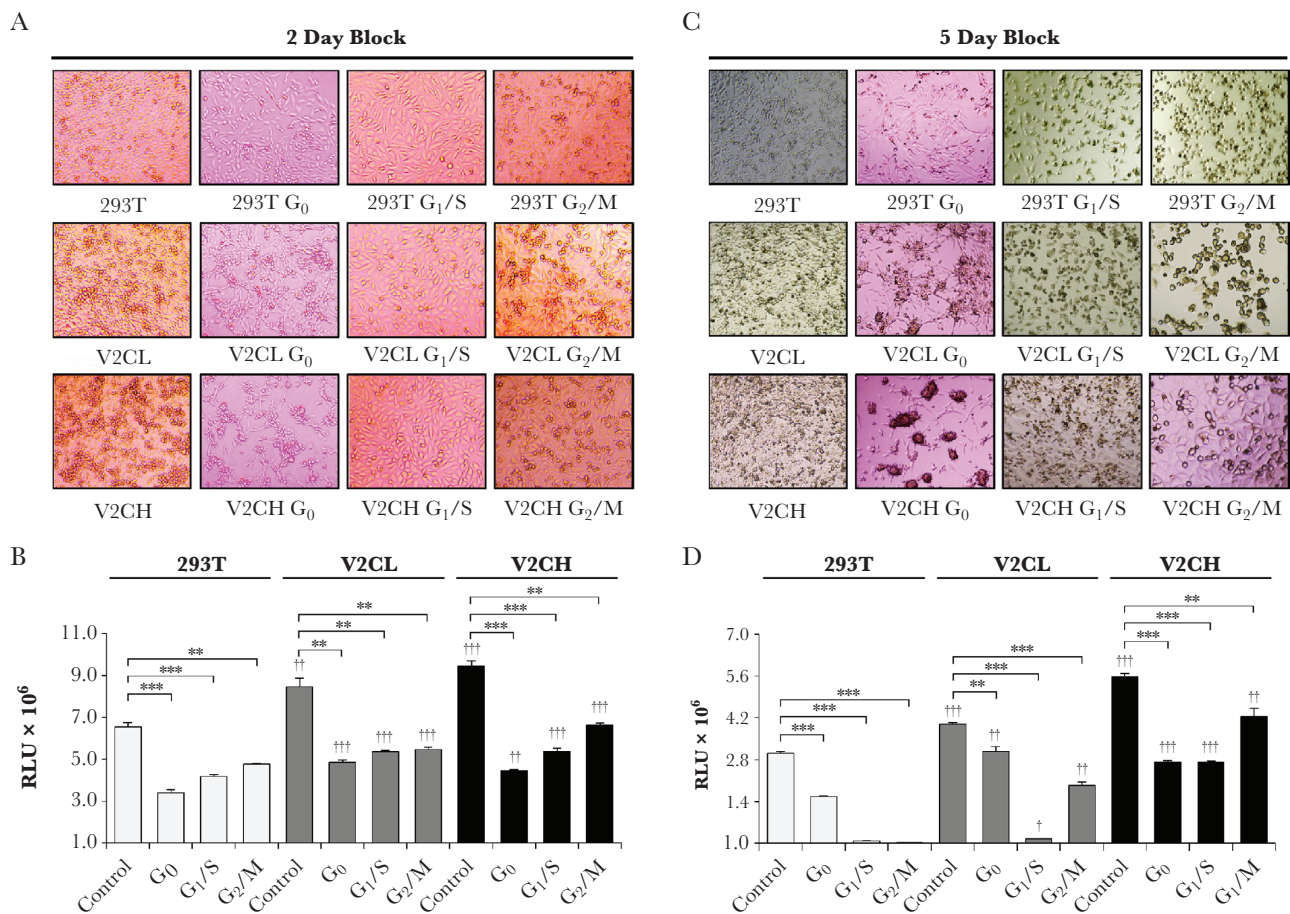 A
2 Day Block
293T 293T G₀ 293T G₁/S 293T G₂/M
V2CL V2CL G₀ V2CL G₁/S V2CL G₂/M
V2CH V2CH G₀ V2CH G₁/S V2CH G₂/M
B
293T V2CL V2CH
RLU × 10⁶
11.0
9.0
7.0
5.0
3.0
1.0
*** *** **
** ** **
*** *** **
†† ††† ††† †††
††† †† ††† †††
Control G₀ G₁/S G₂/M Control G₀ G₁/S G₂/M Control G₀ G₁/S G₂/M
C
5 Day Block
293T 293T G₀ 293T G₁/S 293T G₂/M
V2CL V2CL G₀ V2CL G₁/S V2CL G₂/M
V2CH V2CH G₀ V2CH G₁/S V2CH G₂/M
D
293T V2CL V2CH
RLU × 10⁶
7.0
5.6
4.2
2.8
1.4
1.0
*** *** ***
** *** ***
*** *** **
††† †† † ††
††† ††† ††† ††
Control G₀ G₁/S G₂/M Control G₀ G₁/S G₂/M Control G₀ G₁/S G₁/M